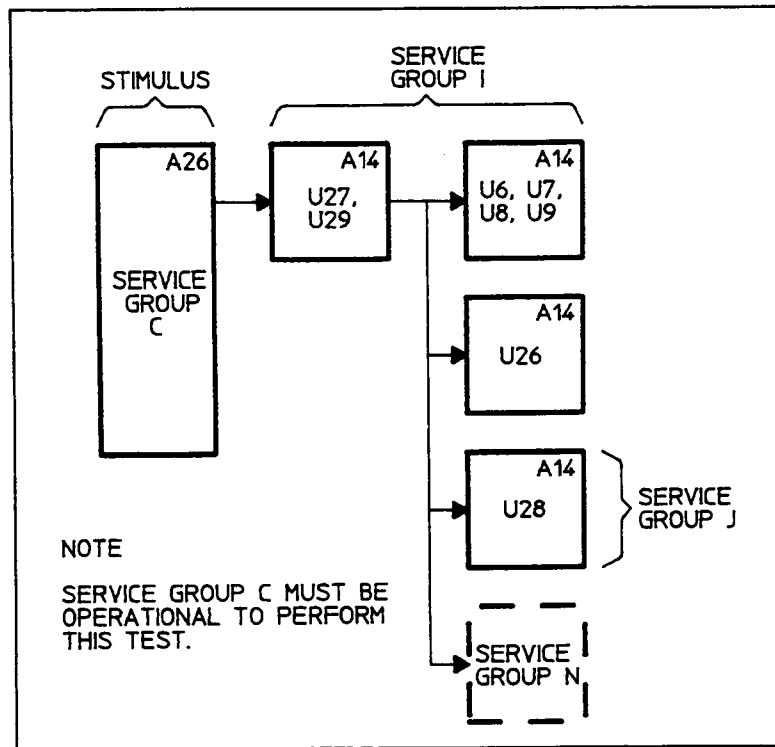 STIMULUS
SERVICE
GROUP I
A26
SERVICE
GROUP
C
A14
U27,
U29
A14
U6, U7,
U8, U9
A14
U26
A14
U28
SERVICE
GROUP J
SERVICE
GROUP N
NOTE
SERVICE GROUP C MUST BE
OPERATIONAL TO PERFORM
THIS TEST.